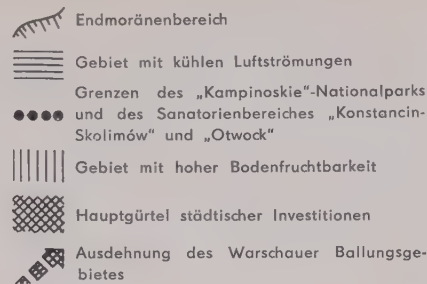 Endmoränenbereich
Gebiet mit kühlen Luftströmungen
Grenzen des „Kampinoskie"-Nationalparks
und des Sanatorienbereiches „Konstancin-
Skolimów" und „Otwock"
Gebiet mit hoher Bodenfruchtbarkeit
Hauptgürtel städtischer Investitionen
Ausdehnung des Warschauer Ballungsge-
bietes